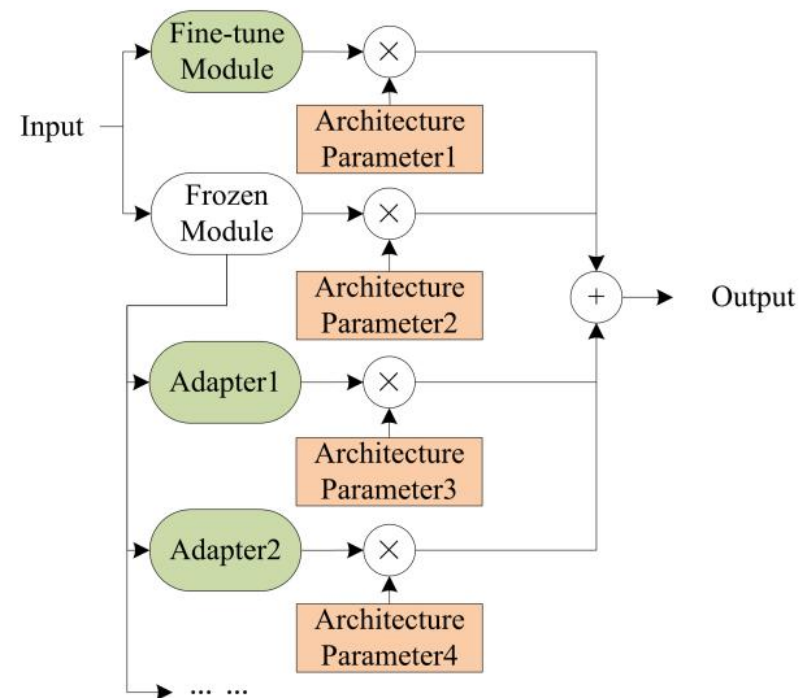 Fine-tune
Module
×
Architecture
Parameter1
Input
Frozen
Module
×
Architecture
Parameter2
+
Output
Adapter1
×
Architecture
Parameter3
Adapter2
×
Architecture
Parameter4
... ...